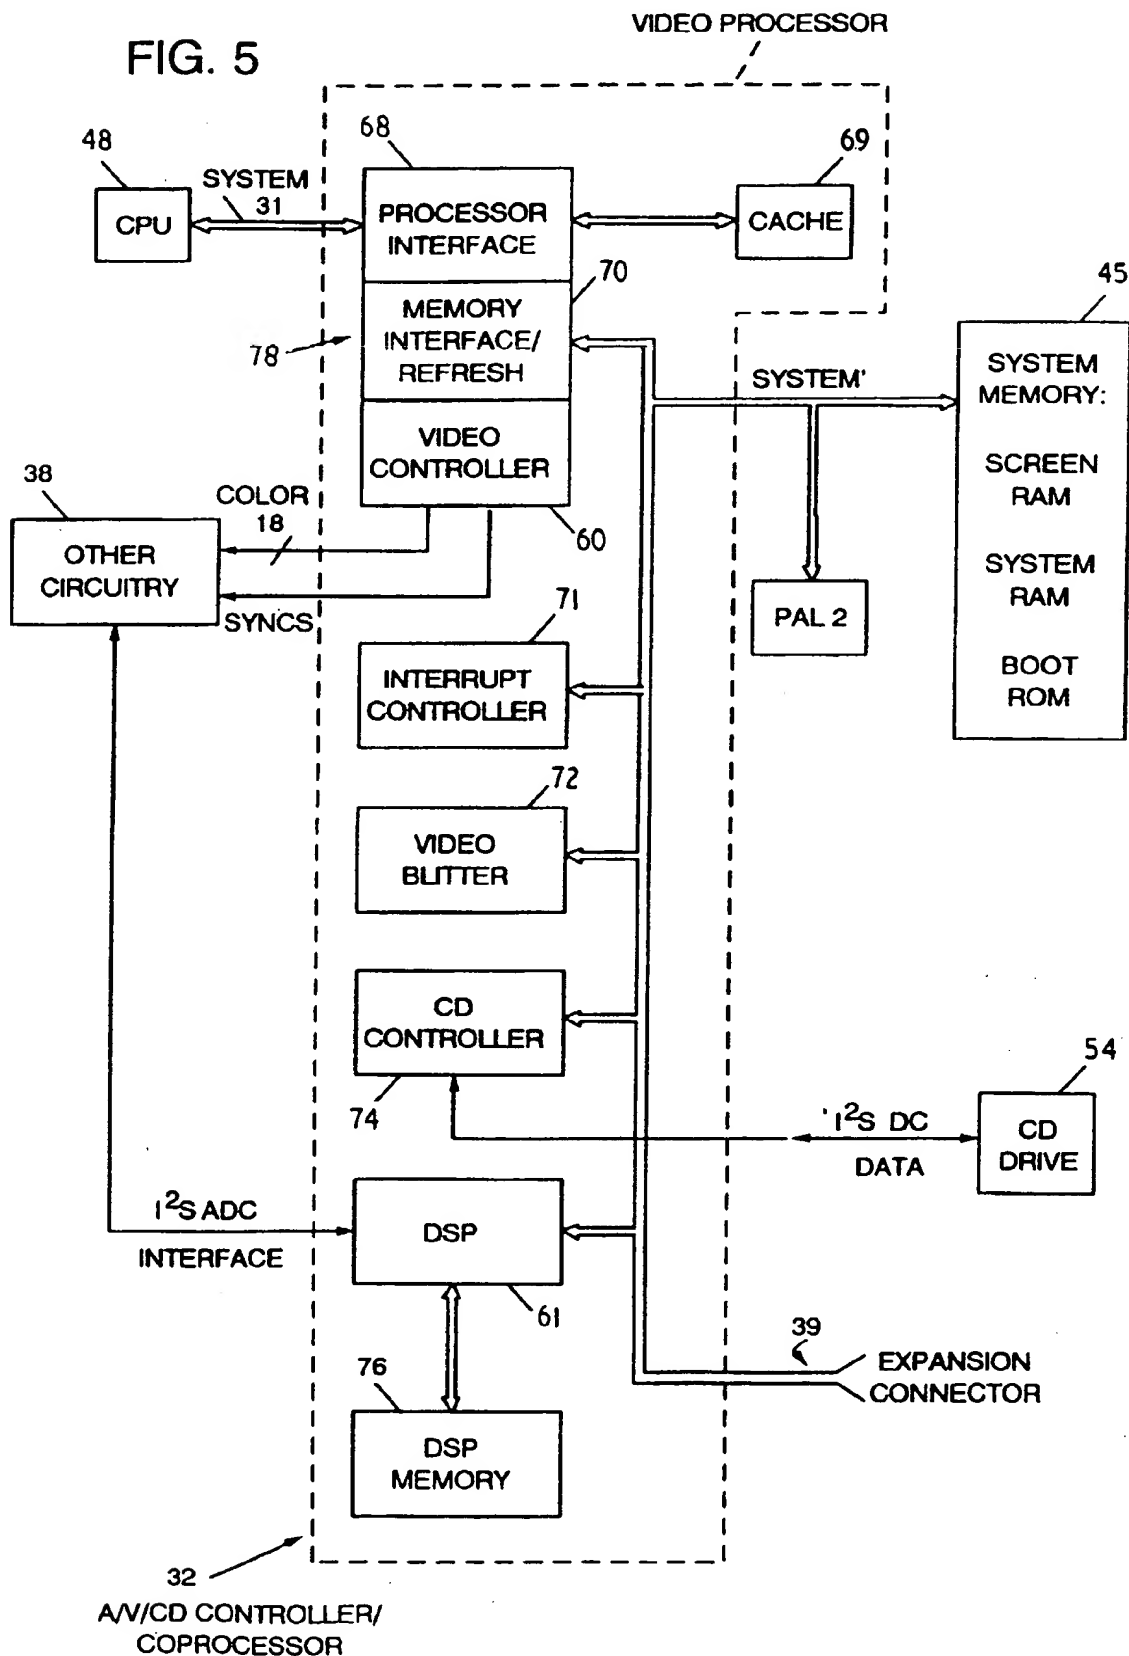 VIDEO PROCESSOR
FIG. 5
48
68
69
SYSTEM
31
CPU
PROCESSOR
INTERFACE
CACHE
70
45
MEMORY
INTERFACE/
REFRESH
78
SYSTEM'
SYSTEM
MEMORY:
SCREEN
RAM
SYSTEM
RAM
BOOT
ROM
VIDEO
CONTROLLER
38
COLOR
18
60
OTHER
CIRCUITRY
SYNCS
PAL 2
71
INTERRUPT
CONTROLLER
72
VIDEO
BLITTER
CD
CONTROLLER
74
54
I2S DC
DATA
CD
DRIVE
I2S ADC
INTERFACE
DSP
61
39
EXPANSION
CONNECTOR
76
DSP
MEMORY
32
A/V/CD CONTROLLER/
COPROCESSOR